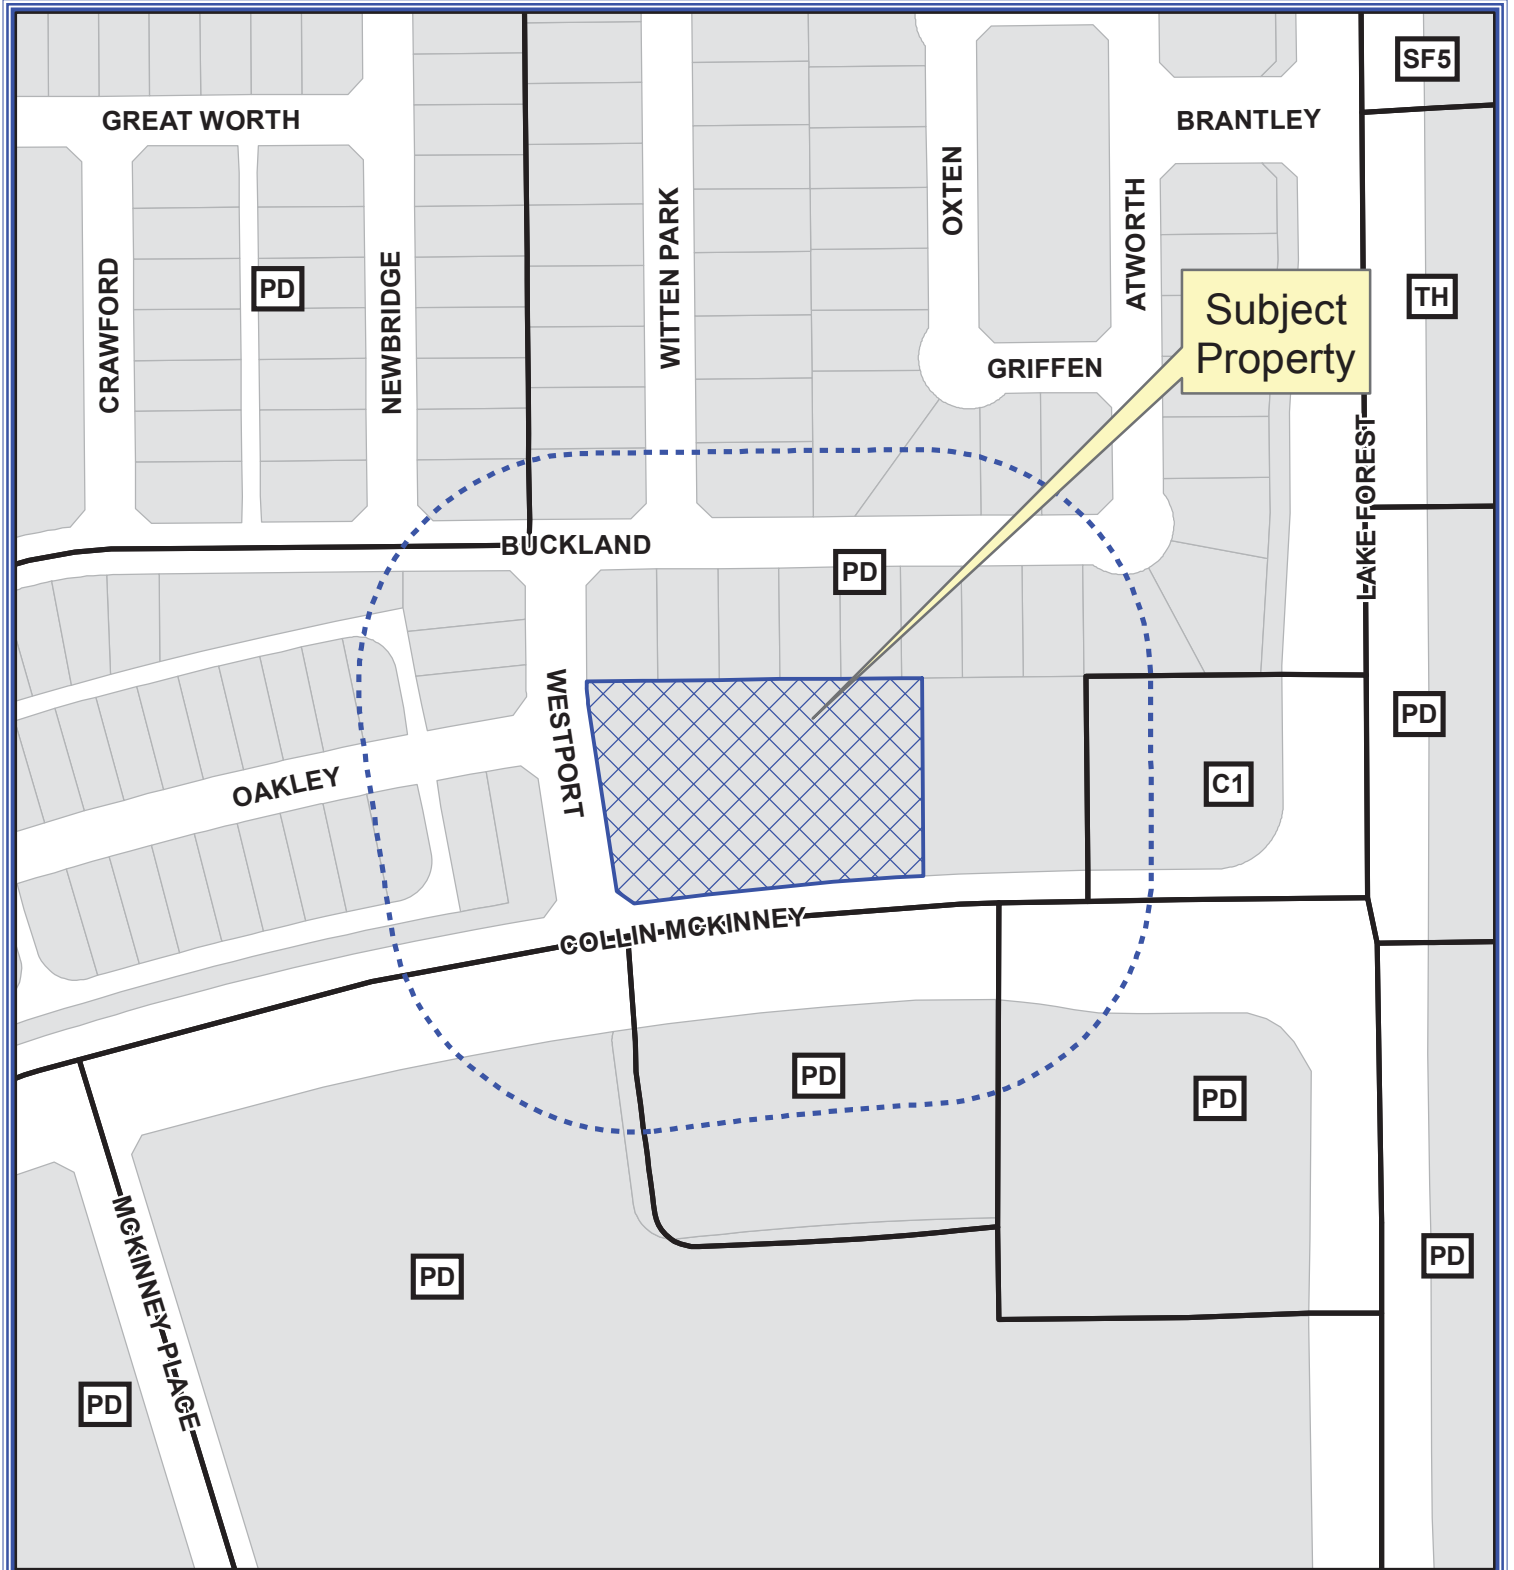 SF5
GREAT WORTH
BRANTLEY
OXTEN
ATWORTH
WITTEN PARK
CRAWFORD
PD
NEWBRIDGE
Subject
Property
TH
GRIFFEN
LAKE FOREST
BUCKLAND
PD
WESTPORT
PD
OAKLEY
C1
COLLIN MCKINNEY
PD
PD
MCKINNEY PLACE
PD
PD
PD